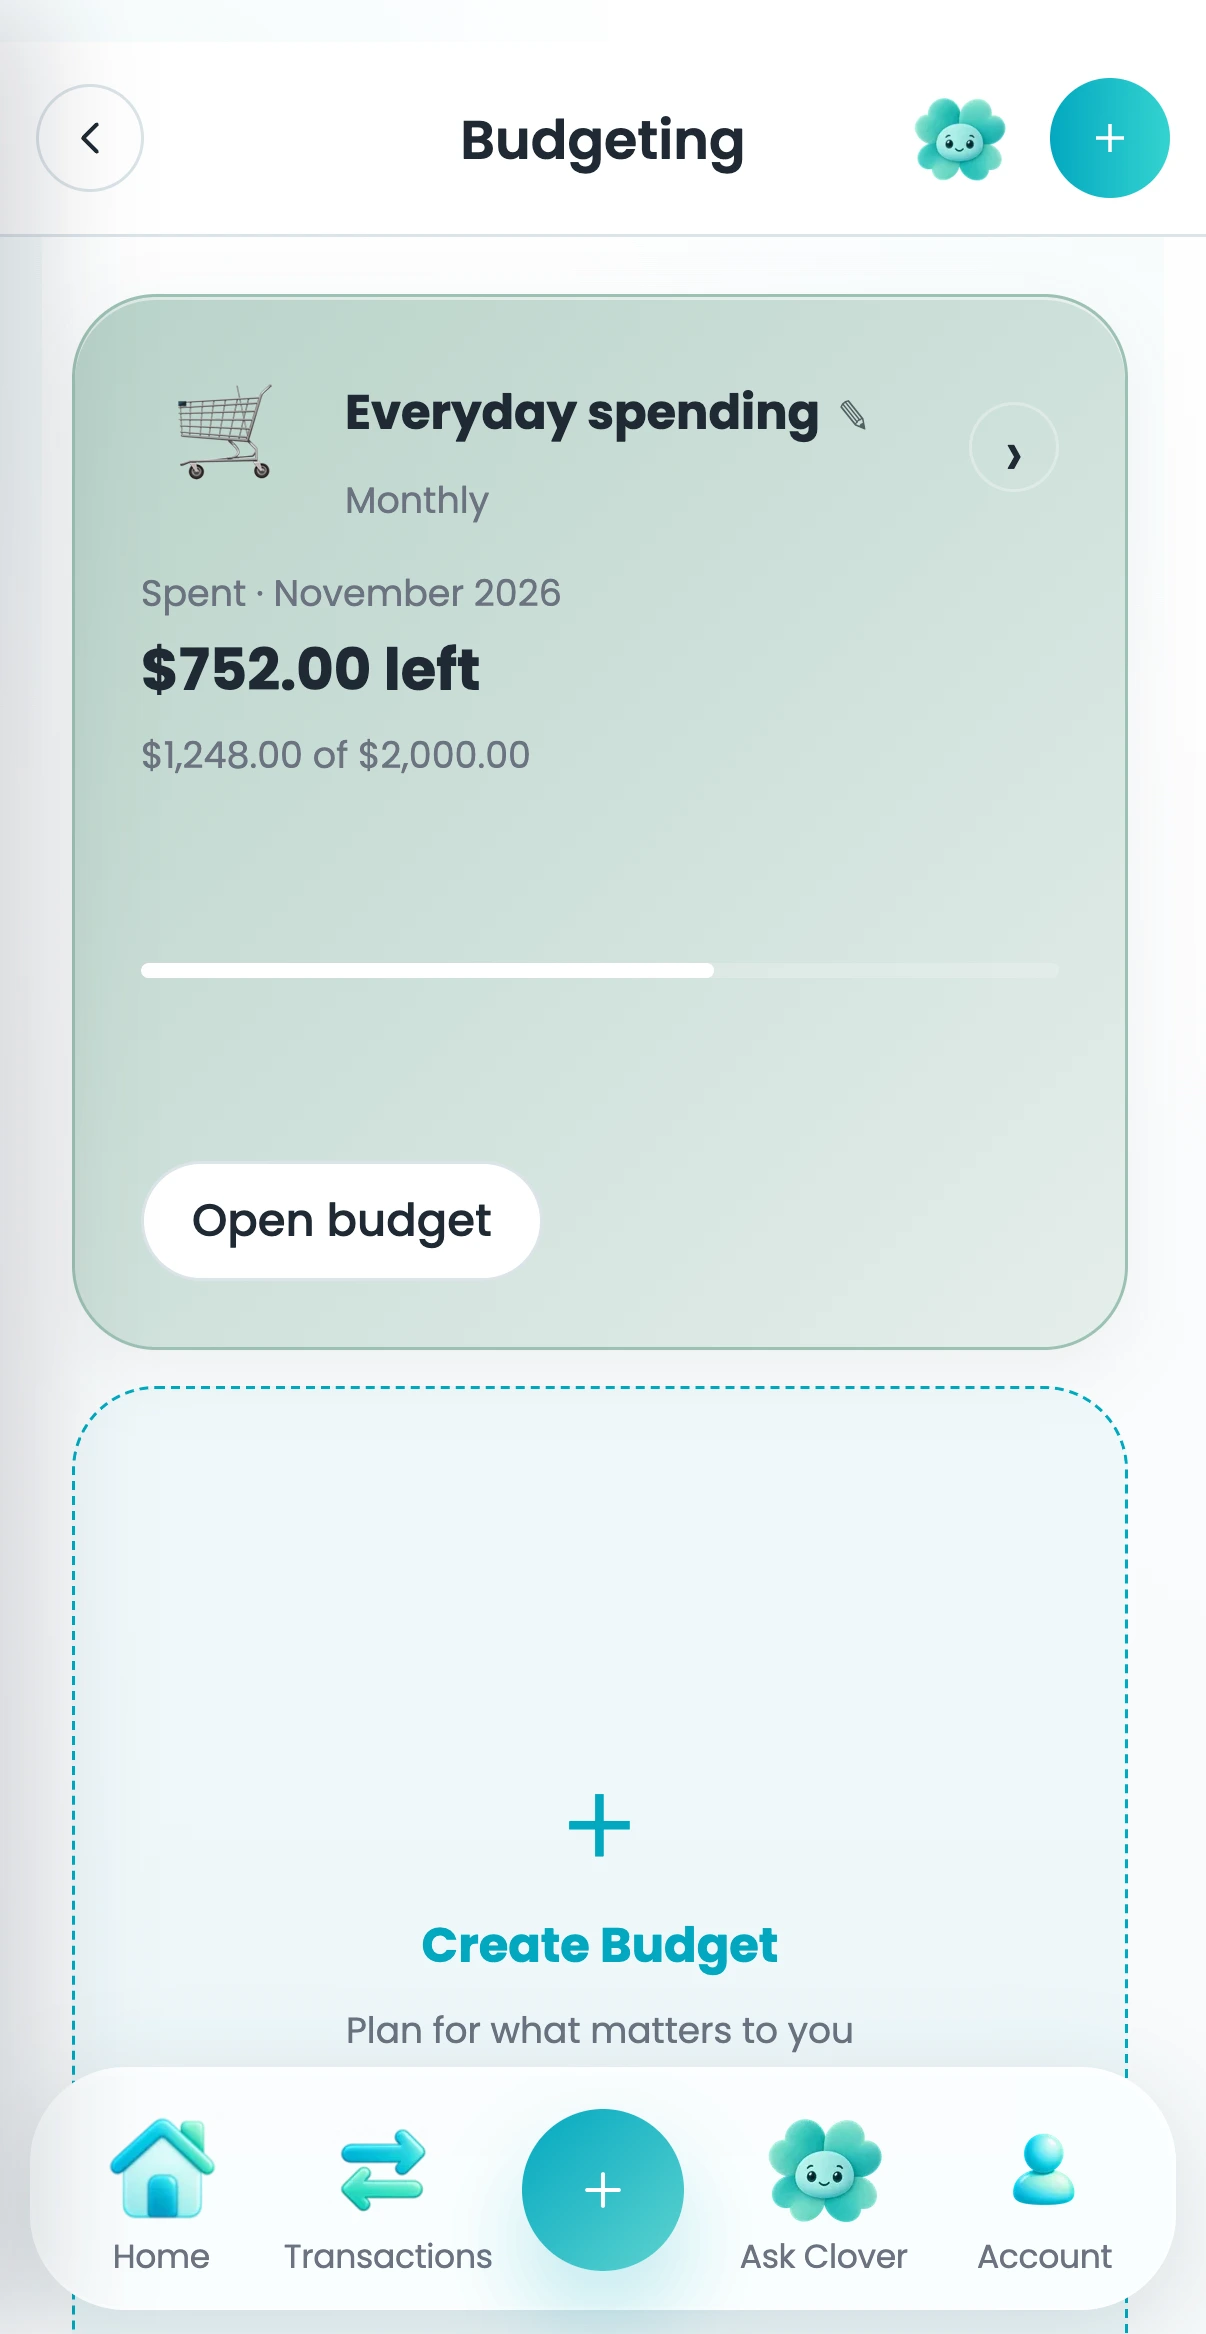 Budgeting
Everyday spending
Monthly
Spent · November 2026
$752.00 left
$1,248.00 of $2,000.00
Open budget
Create Budget
Plan for what matters to you
Home
Transactions
Ask Clover
Account